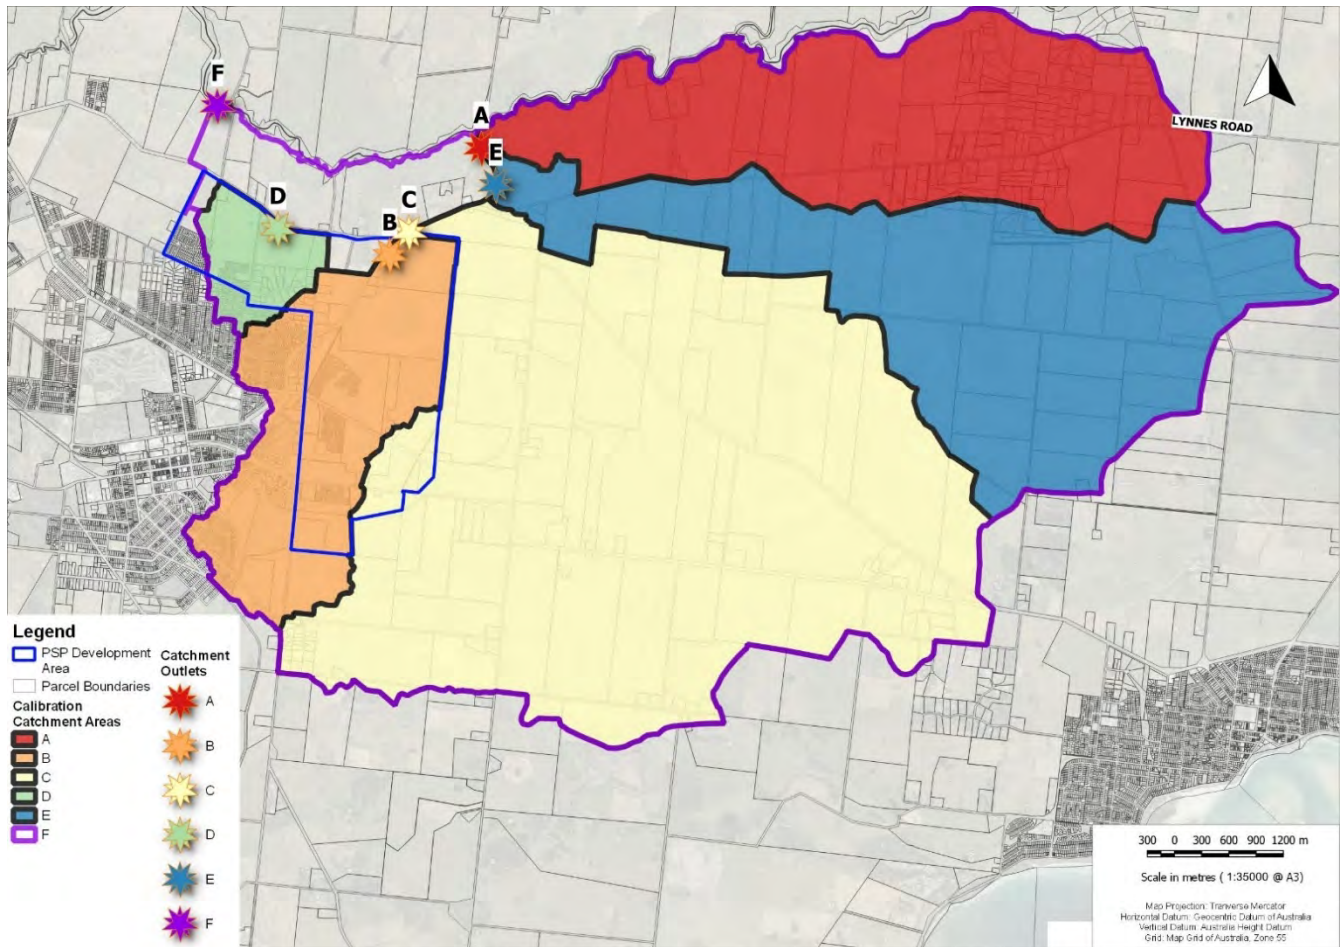 F
A
LYNNES ROAD
E
D
C
B
Legend
PSP Development
Area
Parcel Boundaries
Calibration
Catchment Areas
A
B
C
D
E
F
Catchment
Outlets
A
B
C
D
E
F
300 0 300 600 900 1200 m
Scale in metres ( 1:35000 @ A3)
Map Projection: Tranverse Mercator
Horizontal Datum: Geocentric Datum of Australia
Vertical Datum: Australia Height Datum
Grid: Map Grid of Australia, Zone 55